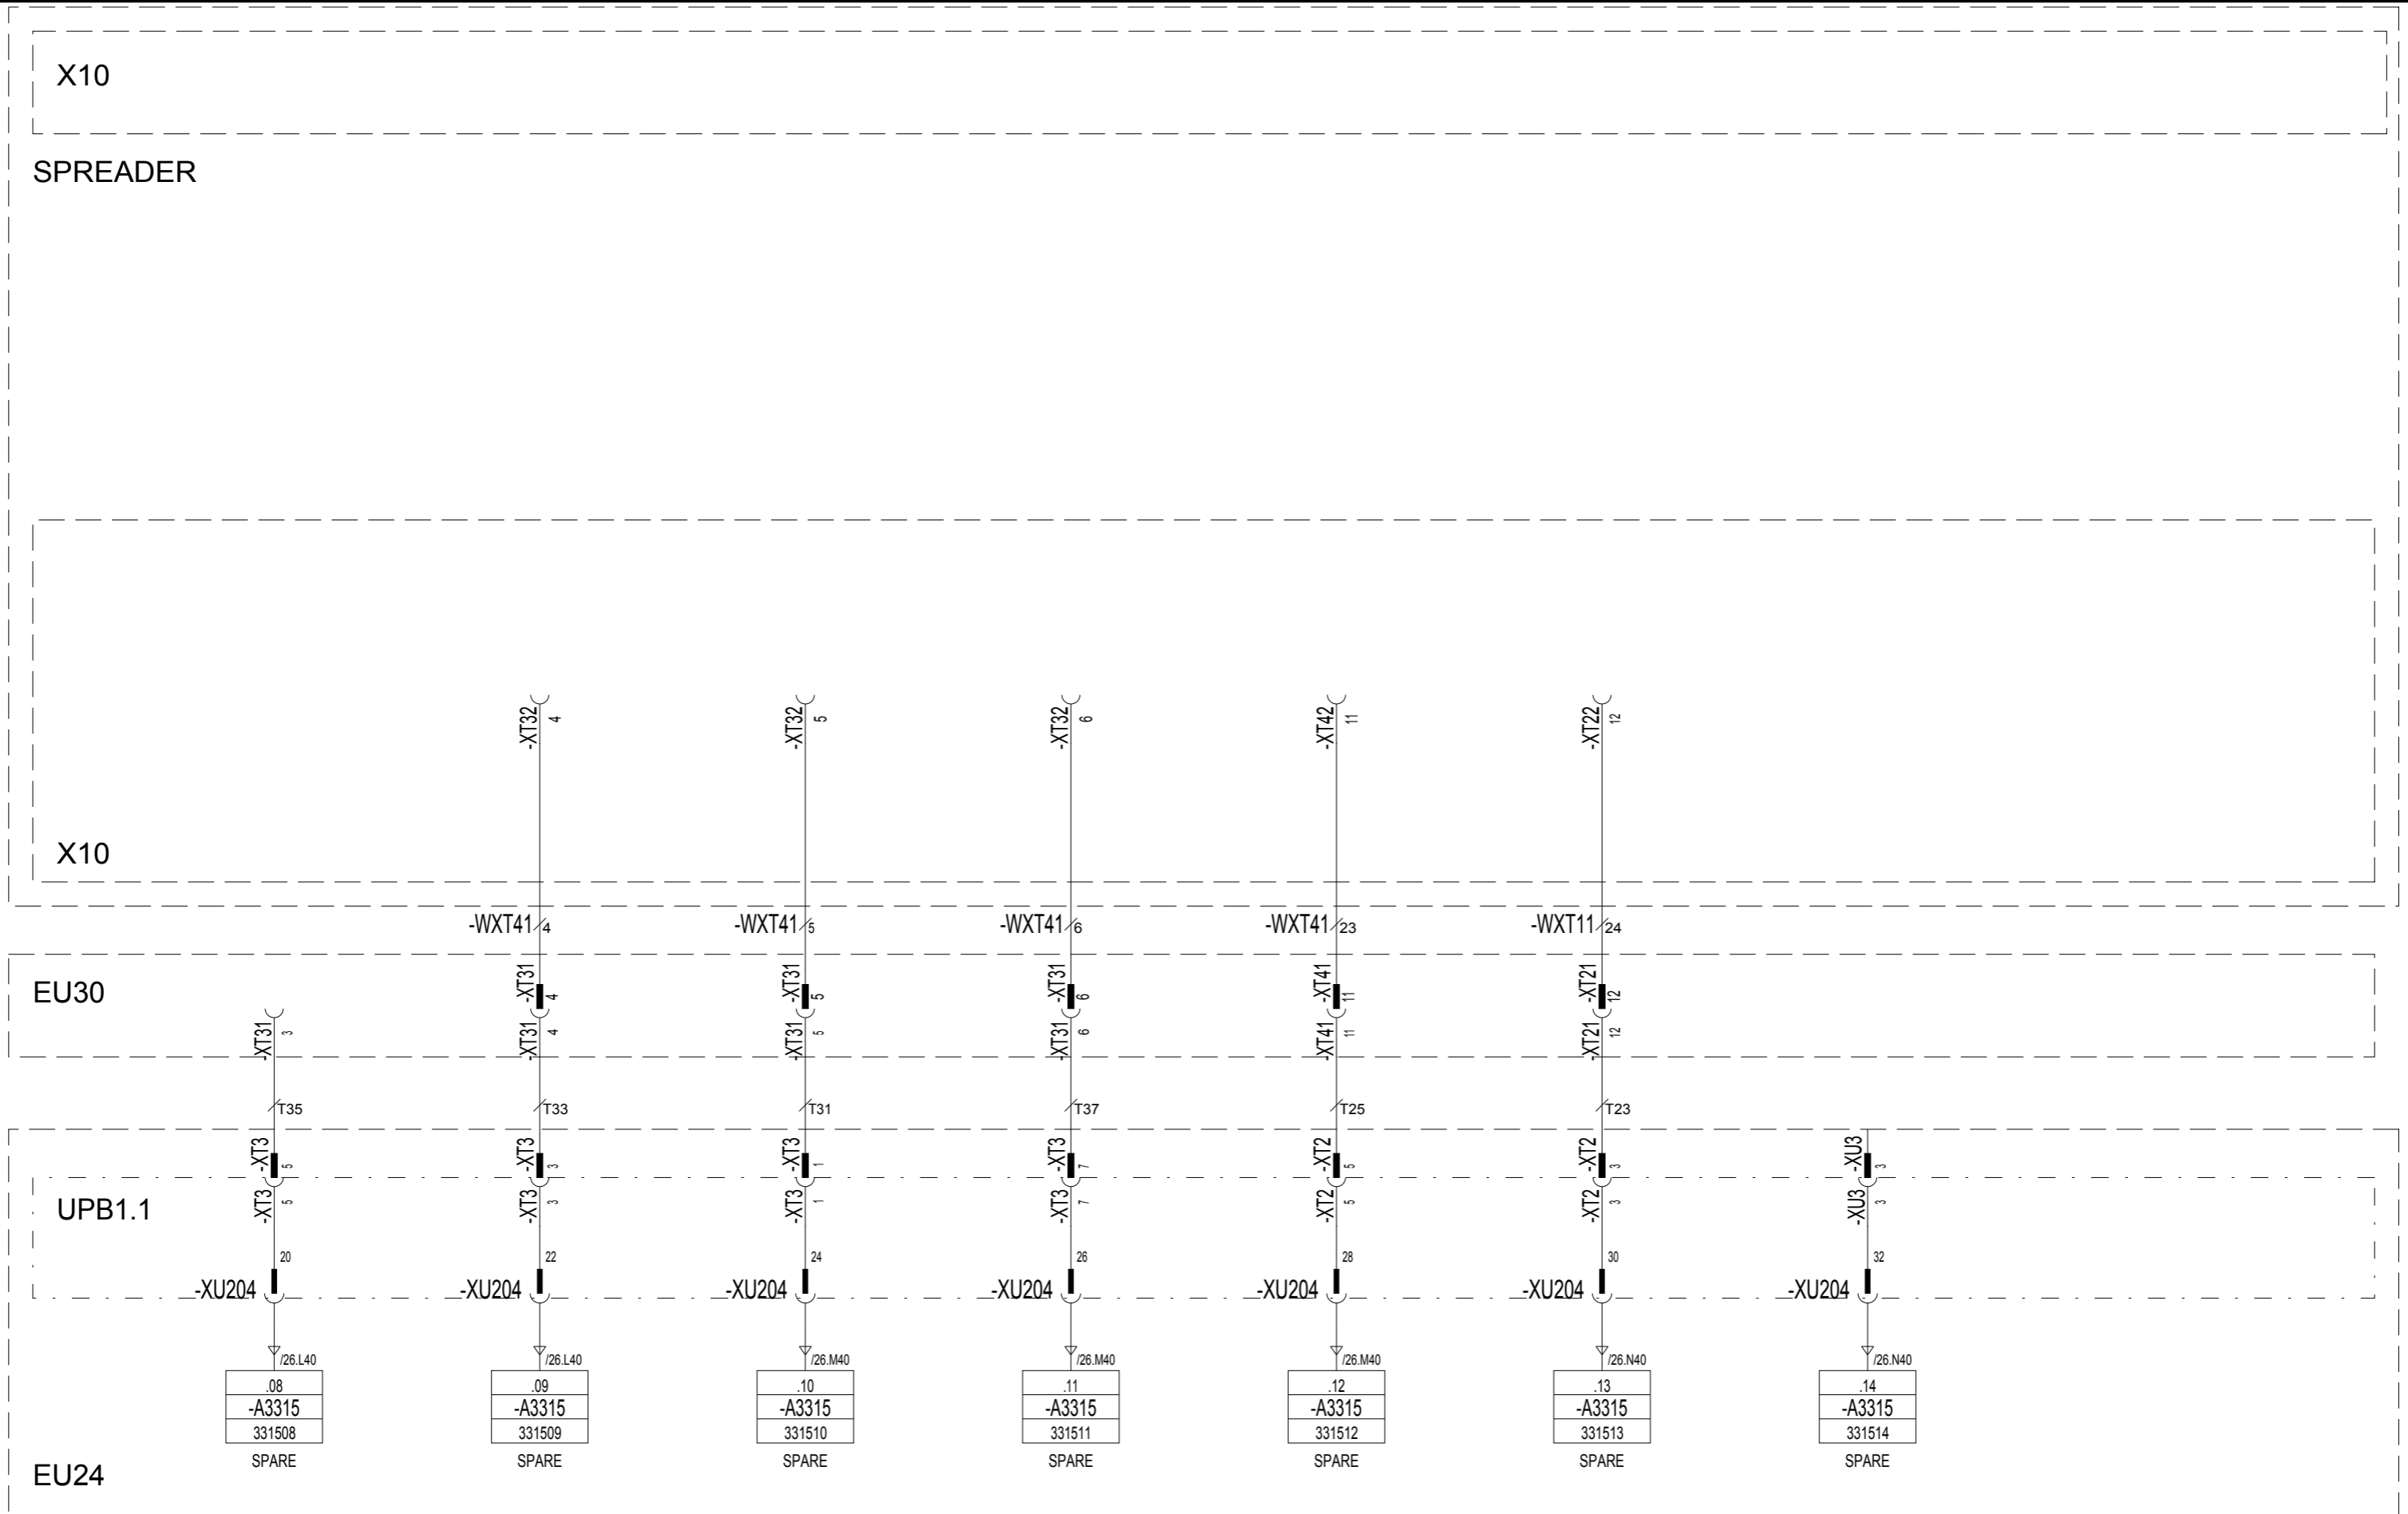 X10
SPREADER
-XT32 4 -XT32 5 -XT32 6 -XT42 11 -XT22 12
X10
-WXT41 4 -WXT41 5 -WXT41 6 -WXT41 23 -WXT11 24
-XT31 4 -XT31 5 -XT31 6 -XT41 11 -XT21 12
EU30
-XT31 3 -XT31 4 -XT31 5 -XT31 6 -XT41 11 -XT21 12
T35 T33 T31 T37 T25 T23
-XT3 5 -XT3 3 -XT3 1 -XT3 7 -XT2 5 -XT2 3 -XU3 3
UPB1.1
-XT3 5 -XT3 3 -XT3 1 -XT3 7 -XT2 5 -XT2 3 -XU3 3
20 22 24 26 28 30 32
-XU204 -XU204 -XU204 -XU204 -XU204 -XU204 -XU204
/26.L40 /26.L40 /26.M40 /26.M40 /26.M40 /26.N40 /26.N40
.08 .09 .10 .11 .12 .13 .14
-A3315 -A3315 -A3315 -A3315 -A3315 -A3315 -A3315
331508 331509 331510 331511 331512 331513 331514
SPARE SPARE SPARE SPARE SPARE SPARE SPARE
EU24